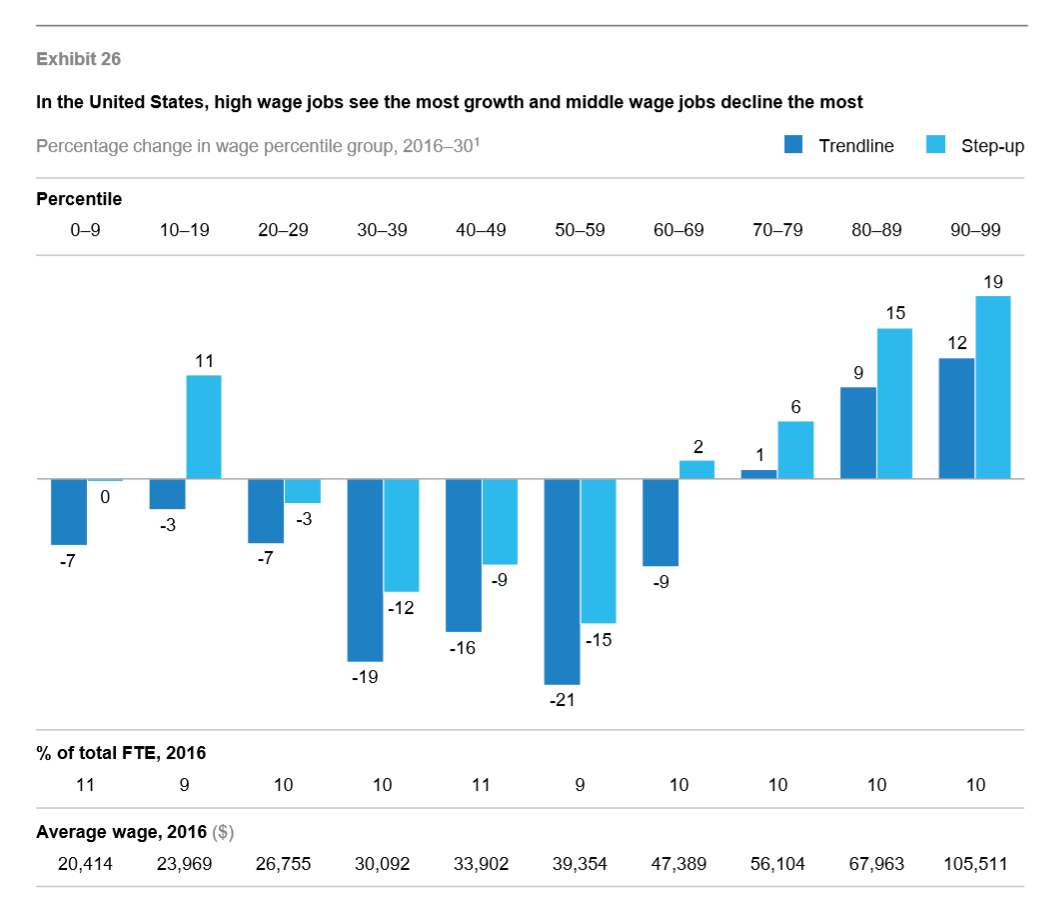 Exhibit 26
In the United States, high wage jobs see the most growth and middle wage jobs decline the most
Percentage change in wage percentile group, 2016–30¹
Trendline Step-up
Percentile
0–9 10–19 20–29 30–39 40–49 50–59 60–69 70–79 80–89 90–99
19
15
12
11
9
6
2
1
0
-3 -3
-7 -7
-9 -9
-12
-15
-16
-19
-21
% of total FTE, 2016
11 9 10 10 11 9 10 10 10 10
Average wage, 2016 ($)
20,414 23,969 26,755 30,092 33,902 39,354 47,389 56,104 67,963 105,511